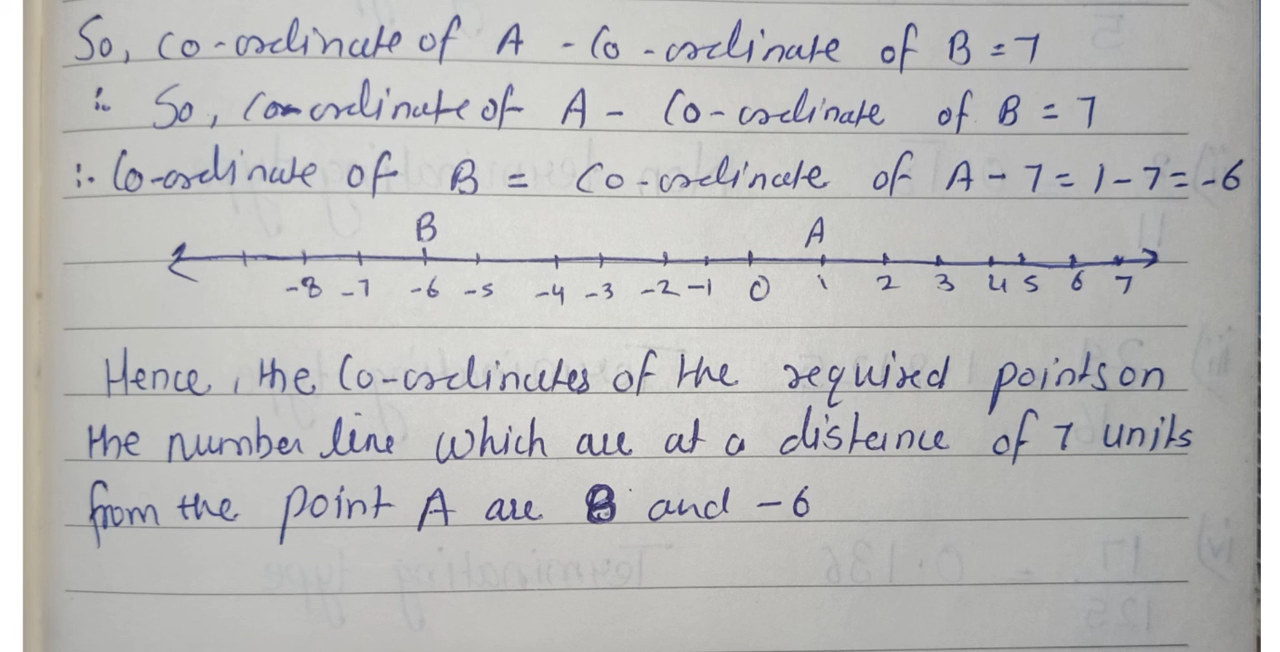 So, co-ordinate of A - Co-ordinate of B = 7
∴ So, Co-ordinate of A - Co-ordinate of B = 7
∴ Co-ordinate of B = Co-ordinate of A - 7 = 1 - 7 = -6
B A
-8 -7 -6 -5 -4 -3 -2 -1 0 1 2 3 4 5 6 7
Hence, the Co-ordinates of the required points on
the number line which are at a distance of 7 units
from the point A are 8 and -6